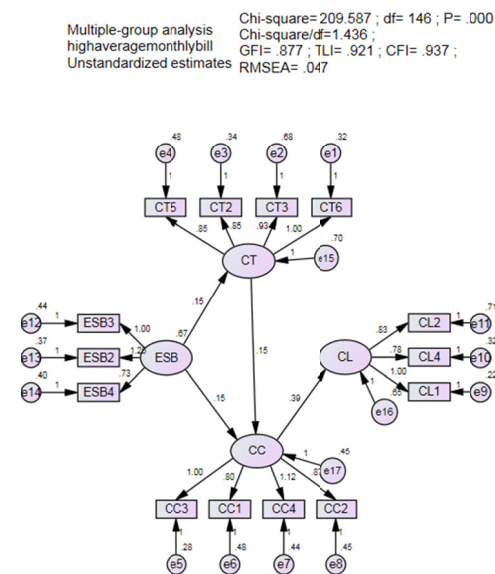 Multiple-group analysis
highaveragemonthlybill
Unstandardized estimates
Chi-square= 209.587 ; df= 146 ; P= .000
Chi-square/df=1.436 ;
GFI= .877 ; TLI= .921 ; CFI= .937 ;
RMSEA= .047
.48 .34 .68 .32
e4 e3 e2 e1
1 1 1 1
CT5 CT2 CT3 CT6
.85 .85 .93 1.00
.70
CT 1 e15
.15
.44
e12 1 ESB3 1.00
.67
.37
e13 1 ESB2
ESB
.40
e14 1 ESB4 .73
.15
.15
CL
.83 CL2 1 .71 e11
.78 CL4 1 .32 e10
1.00 CL1 1 .22 e9
1
e16
.39
CC 1 .45 e17
1.00 .80 1.12
CC3 CC1 CC4 CC2
1 1 1 1
.28 .48 .44 .45
e5 e6 e7 e8